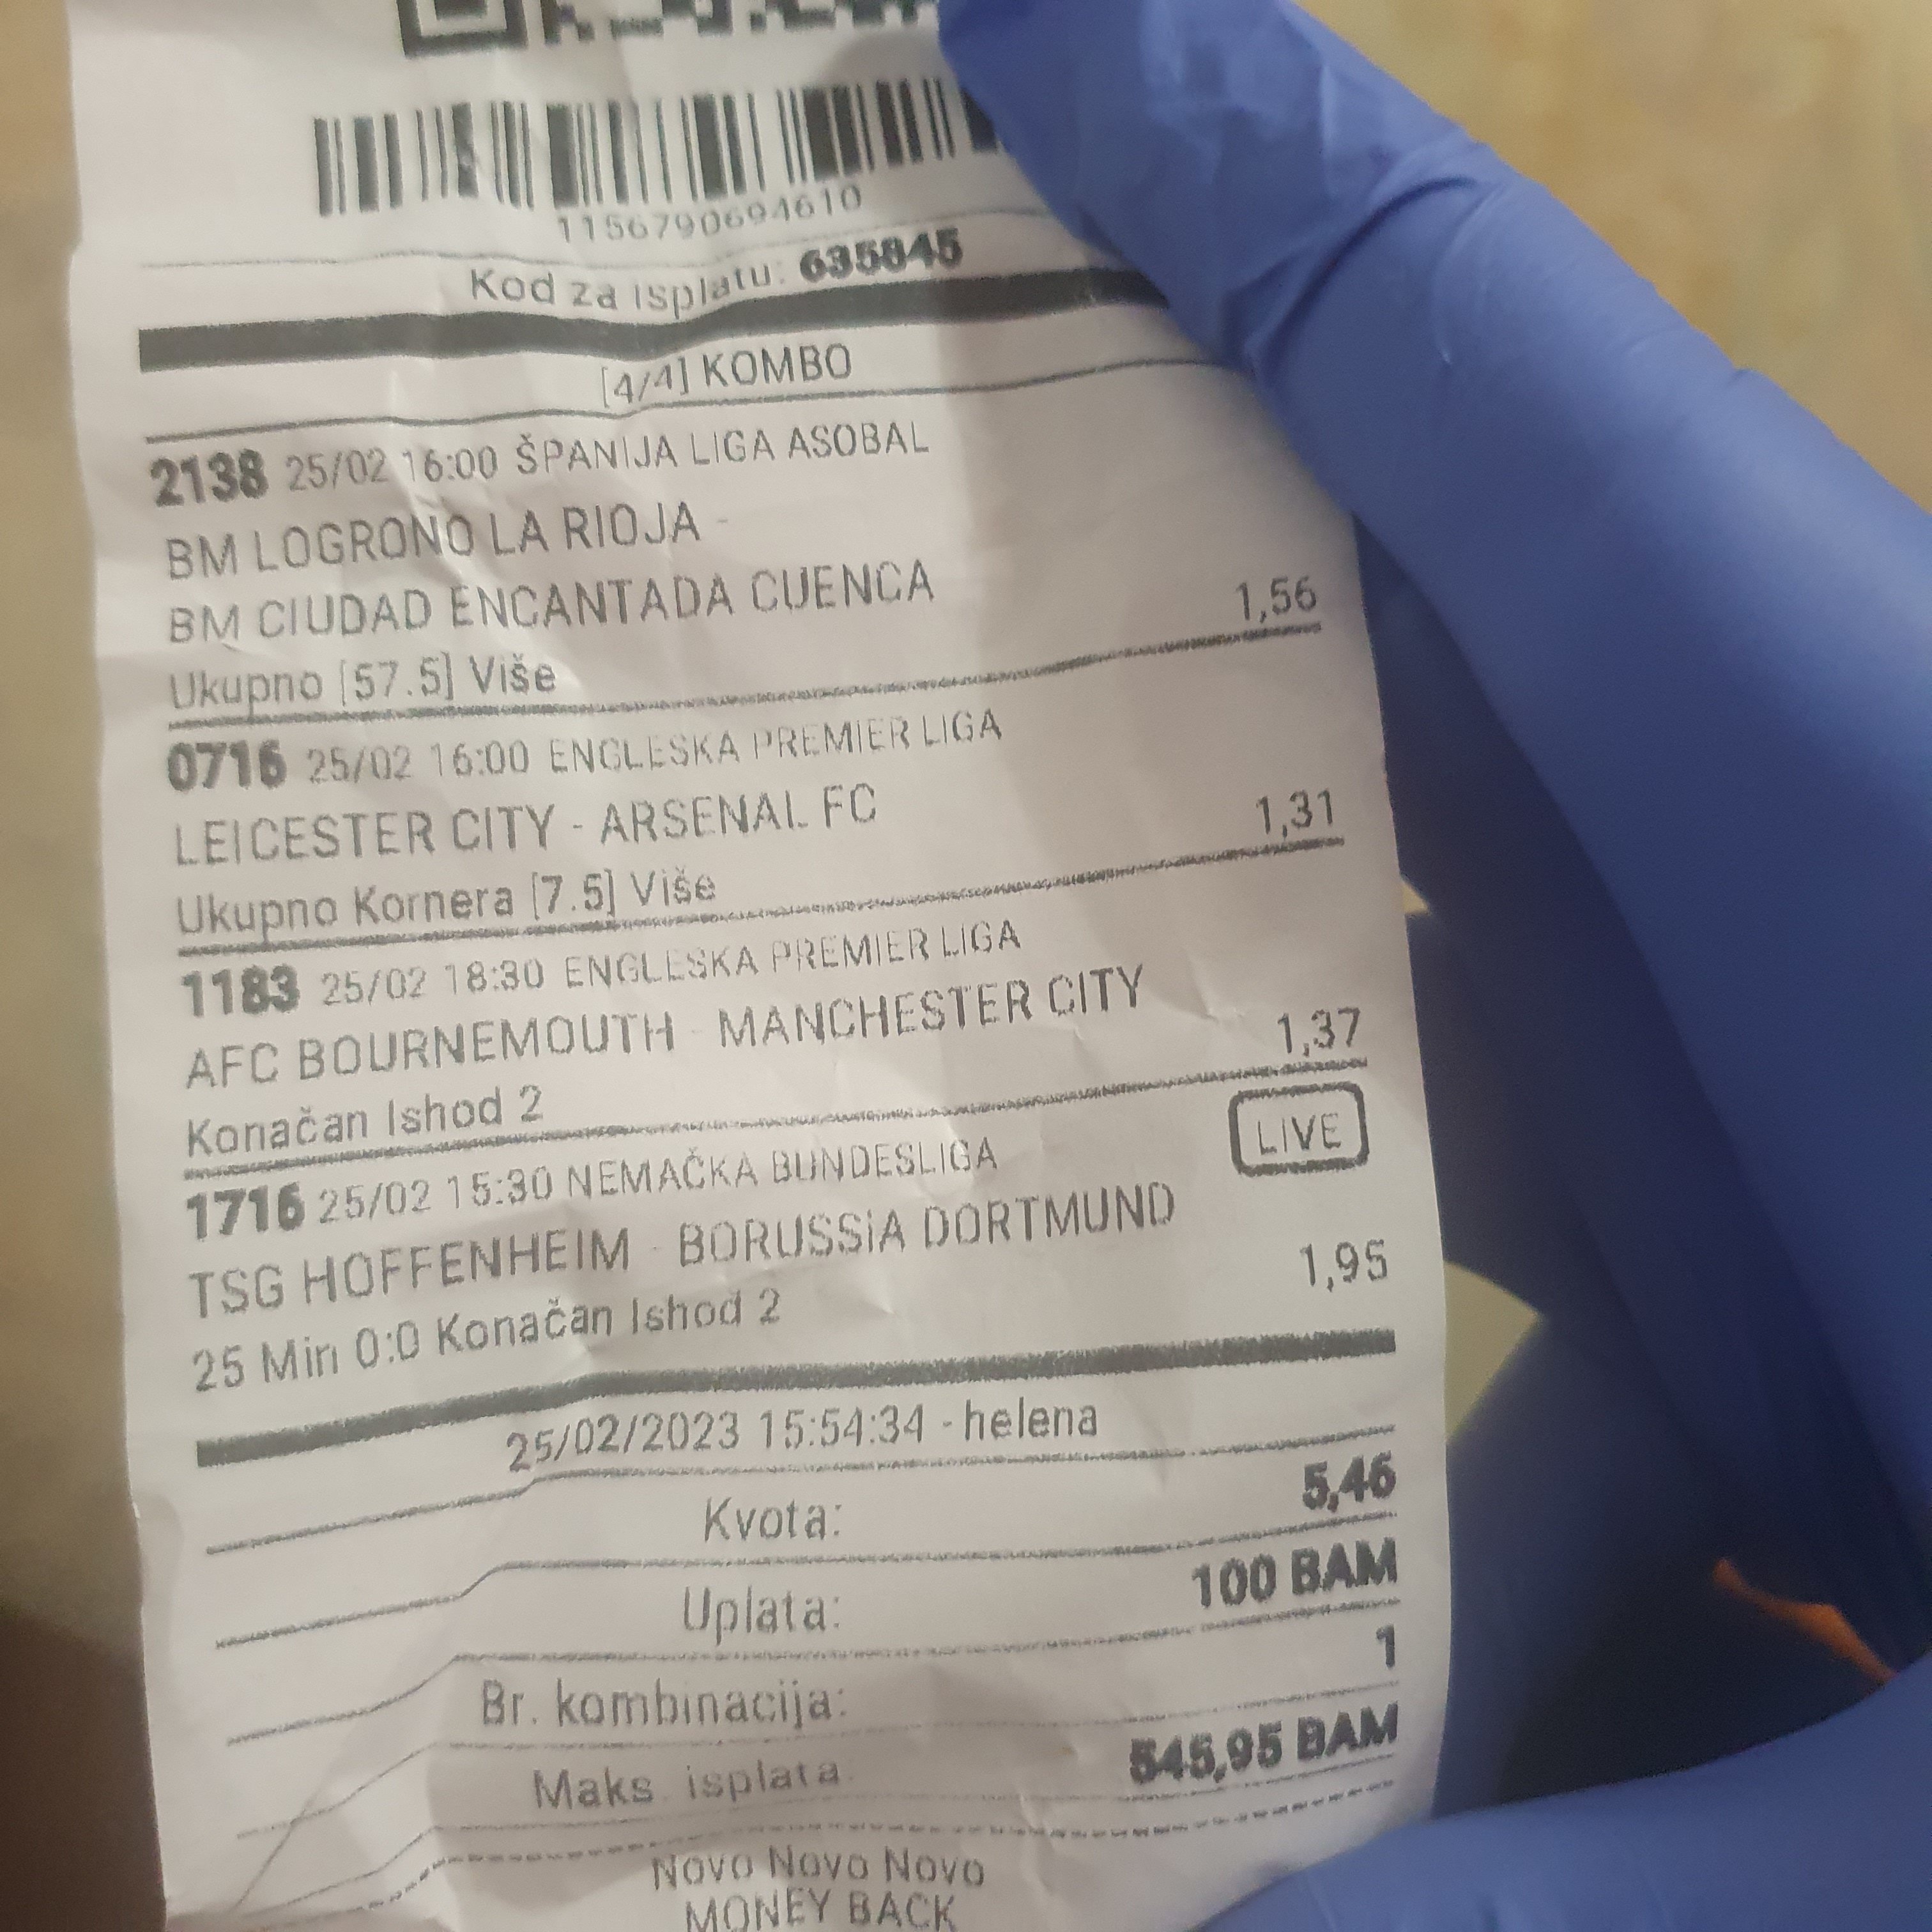 1156790694610
Kod za isplatu: 635845
[4/4] KOMBO
2138 25/02 16:00 ŠPANIJA LIGA ASOBAL
BM LOGRONO LA RIOJA -
BM CIUDAD ENCANTADA CUENCA
Ukupno [57.5] Više 1,56
0716 25/02 16:00 ENGLESKA PREMIER LIGA
LEICESTER CITY - ARSENAL FC
Ukupno Kornera [7.5] Više 1,31
1183 25/02 18:30 ENGLESKA PREMIER LIGA
AFC BOURNEMOUTH - MANCHESTER CITY
Konačan Ishod 2 1,37
1716 25/02 15:30 NEMAČKA BUNDESLIGA LIVE
TSG HOFFENHEIM - BORUSSIA DORTMUND
25 Min 0:0 Konačan Ishod 2 1,95
25/02/2023 15:54:34 - helena
Kvota: 5,46
Uplata: 100 BAM
Br. kombinacija: 1
Maks. isplata: 545,95 BAM
Novo Novo Novo
MONEY BACK